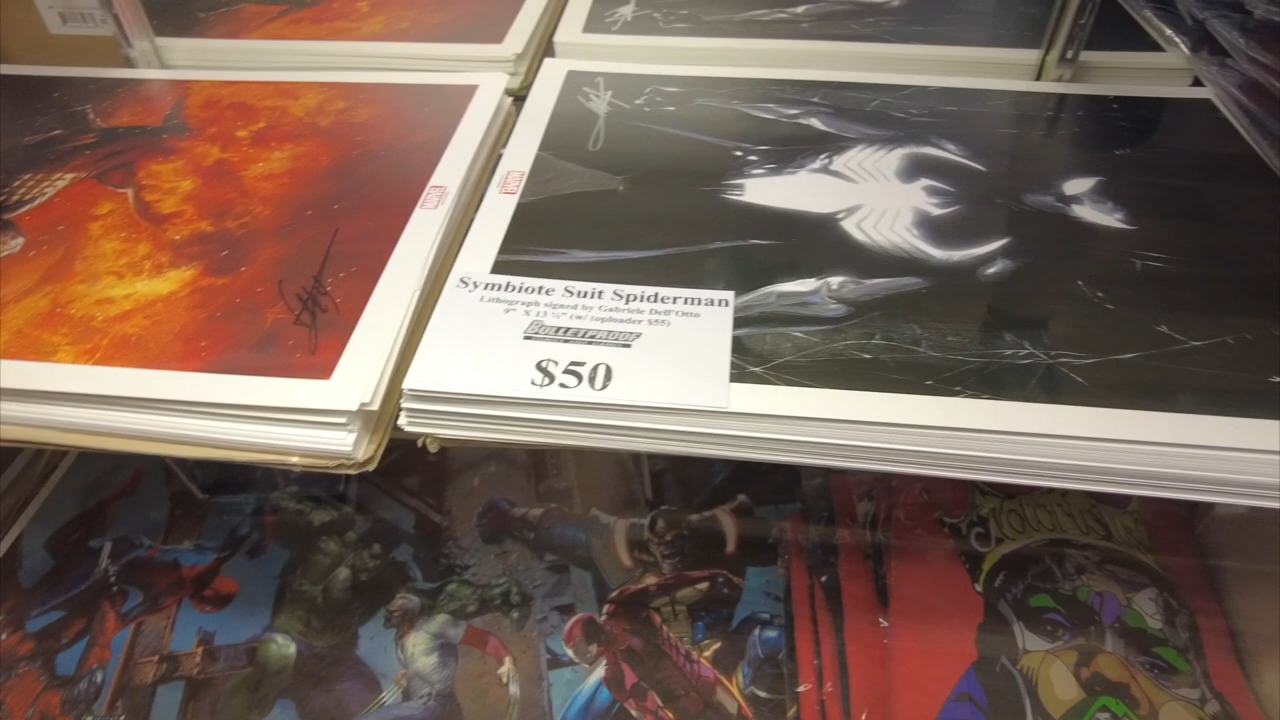 MARVEL
MARVEL
Symbiote Suit Spiderman
Lithograph signed by Gabriele Dell'Otto
9" X 13 ½" (w/ toploader $55)
BULLETPROOF
$50